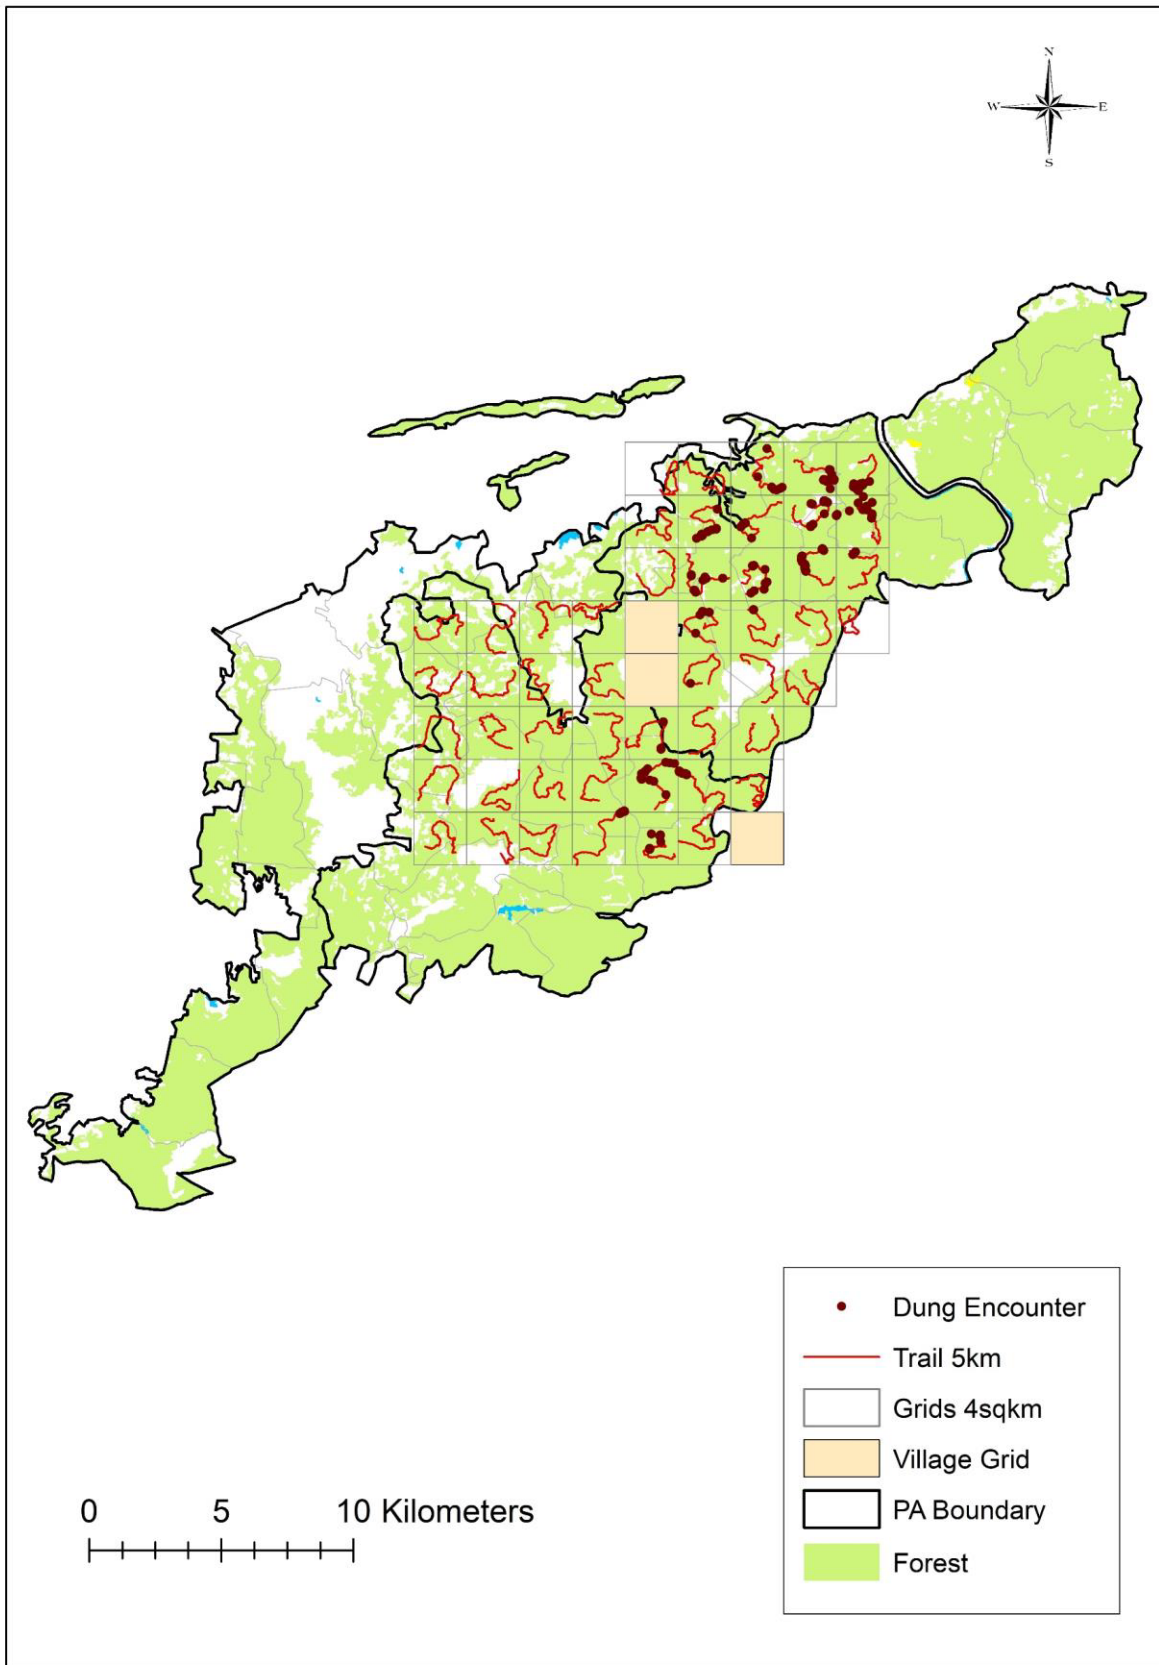 N
W E
S
Dung Encounter
Trail 5km
Grids 4sqkm
Village Grid
PA Boundary
Forest
0 5 10 Kilometers